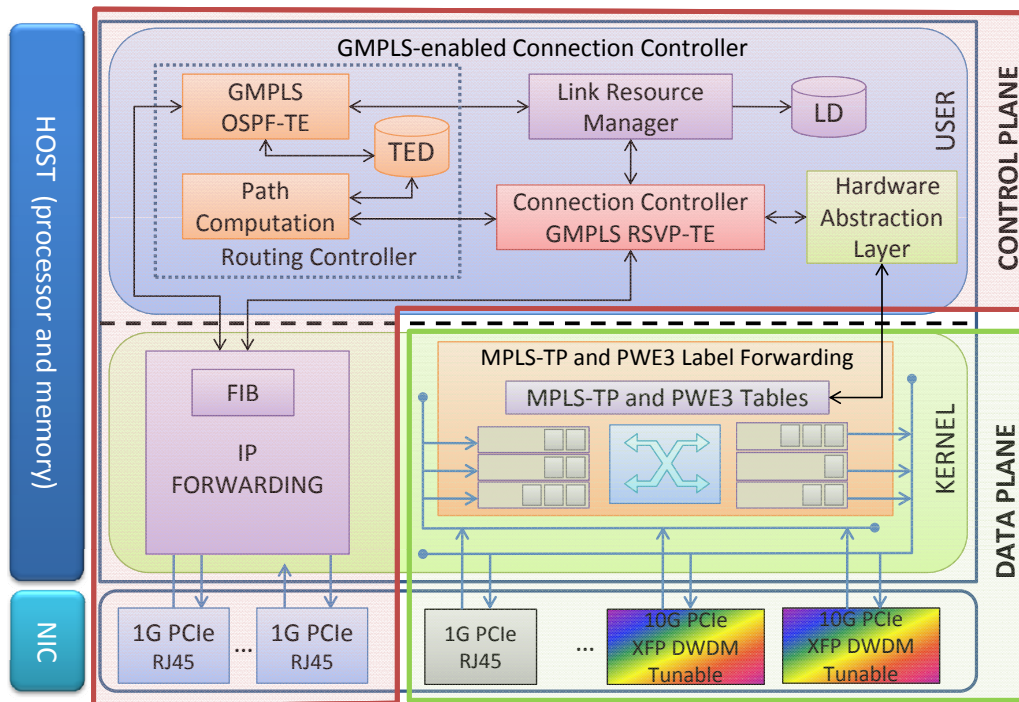 HOST (processor and memory)
NIC
GMPLS-enabled Connection Controller
GMPLS
OSPF-TE
Link Resource
Manager
LD
TED
Path
Computation
Routing Controller
Connection Controller
GMPLS RSVP-TE
Hardware
Abstraction
Layer
USER
CONTROL PLANE
FIB
IP
FORWARDING
MPLS-TP and PWE3 Label Forwarding
MPLS-TP and PWE3 Tables
KERNEL
DATA PLANE
1G PCIe
RJ45
...
1G PCIe
RJ45
1G PCIe
RJ45
...
10G PCIe
XFP DWDM
Tunable
10G PCIe
XFP DWDM
Tunable